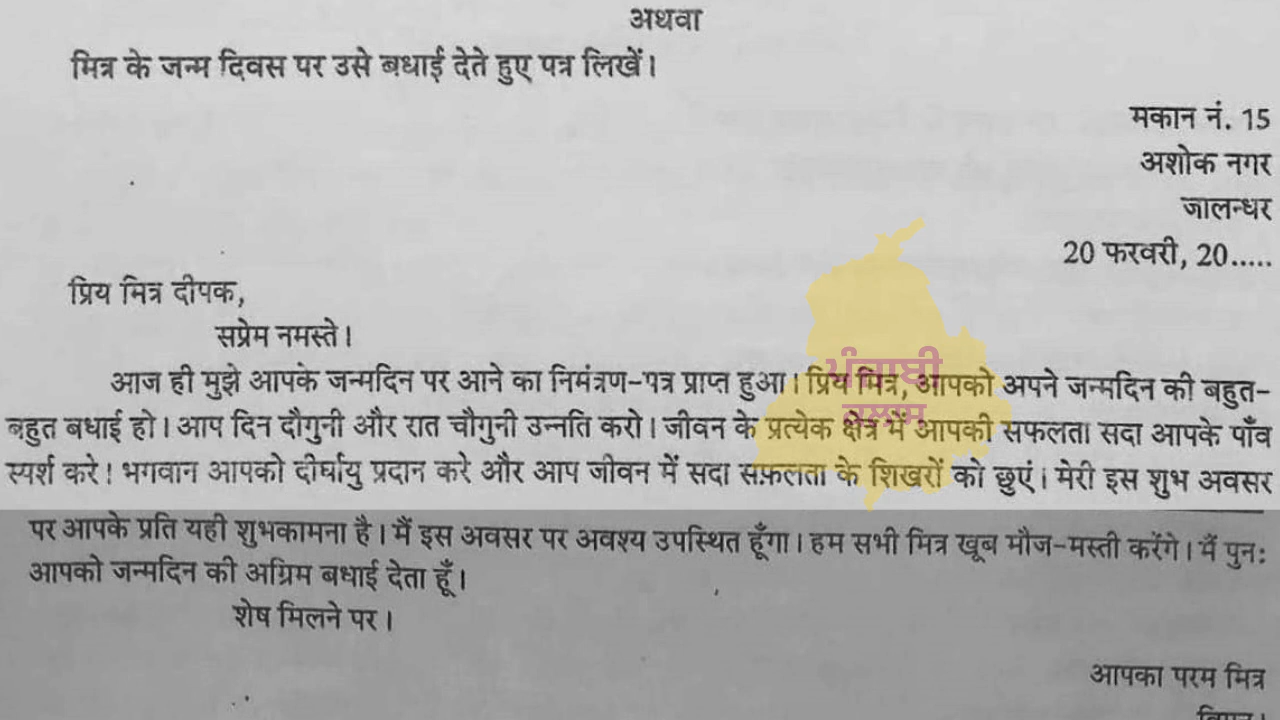 अथवा
मित्र के जन्म दिवस पर उसे बधाई देते हुए पत्र लिखें।
मकान नं. 15
अशोक नगर
जालन्धर
20 फरवरी, 20.....
प्रिय मित्र दीपक,
सप्रेम नमस्ते।
आज ही मुझे आपके जन्मदिन पर आने का निमंत्रण-पत्र प्राप्त हुआ। प्रिय मित्र, आपको अपने जन्मदिन की बहुत-
बहुत बधाई हो। आप दिन दौगुनी और रात चौगुनी उन्नति करो। जीवन के प्रत्येक क्षेत्र में आपकी सफलता सदा आपके पाँव
स्पर्श करे! भगवान आपको दीर्घायु प्रदान करे और आप जीवन में सदा सफ़लता के शिखरों को छुएं। मेरी इस शुभ अवसर
पर आपके प्रति यही शुभकामना है। मैं इस अवसर पर अवश्य उपस्थित हूँगा। हम सभी मित्र खूब मौज-मस्ती करेंगे। मैं पुनः
आपको जन्मदिन की अग्रिम बधाई देता हूँ।
शेष मिलने पर।
आपका परम मित्र
ਪੰਜਾਬੀ
ਕਲਾਸ